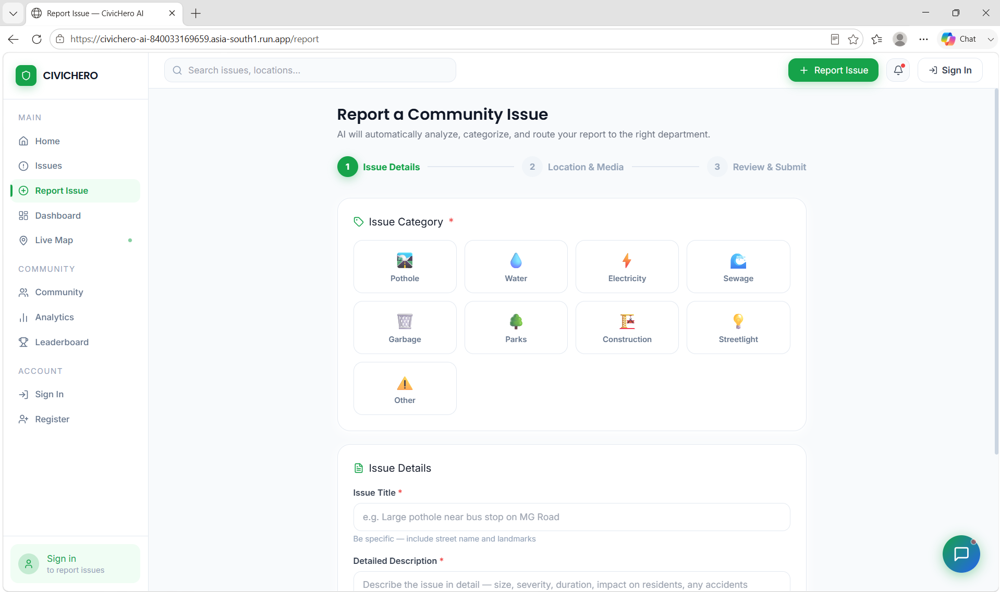 Report Issue — CivicHero AI
https://civichero-ai-840033169659.asia-south1.run.app/report
Chat
CIVICHERO
Search issues, locations...
+ Report Issue
Sign In
MAIN
Home
Issues
Report Issue
Dashboard
Live Map
COMMUNITY
Community
Analytics
Leaderboard
ACCOUNT
Sign In
Register
Sign in
to report issues
Report a Community Issue
AI will automatically analyze, categorize, and route your report to the right department.
1 Issue Details
2 Location & Media
3 Review & Submit
Issue Category *
Pothole
Water
Electricity
Sewage
Garbage
Parks
Construction
Streetlight
Other
Issue Details
Issue Title *
e.g. Large pothole near bus stop on MG Road
Be specific — include street name and landmarks
Detailed Description *
Describe the issue in detail — size, severity, duration, impact on residents, any accidents